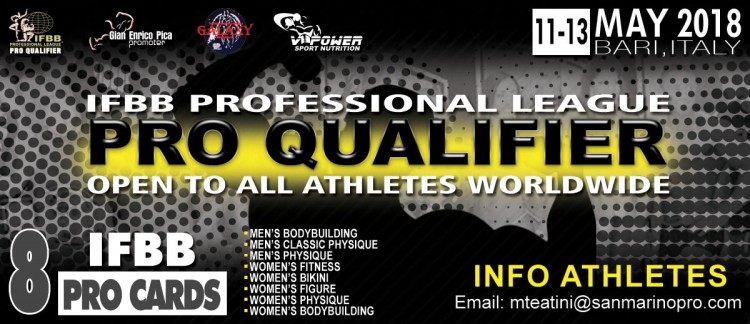 IFBB
PROFESSIONAL LEAGUE
PRO QUALIFIER
Gian Enrico Pica
promoter
GALAXY
VITPOWER
SPORT NUTRITION
11-13 MAY 2018
BARI, ITALY
IFBB PROFESSIONAL LEAGUE
PRO QUALIFIER
OPEN TO ALL ATHLETES WORLDWIDE
8 IFBB
PRO CARDS
MEN'S BODYBUILDING
MEN'S CLASSIC PHYSIQUE
MEN'S PHYSIQUE
WOMEN'S FITNESS
WOMEN'S BIKINI
WOMEN'S FIGURE
WOMEN'S PHYSIQUE
WOMEN'S BODYBUILDING
INFO ATHLETES
Email: mteatini@sanmarinopro.com